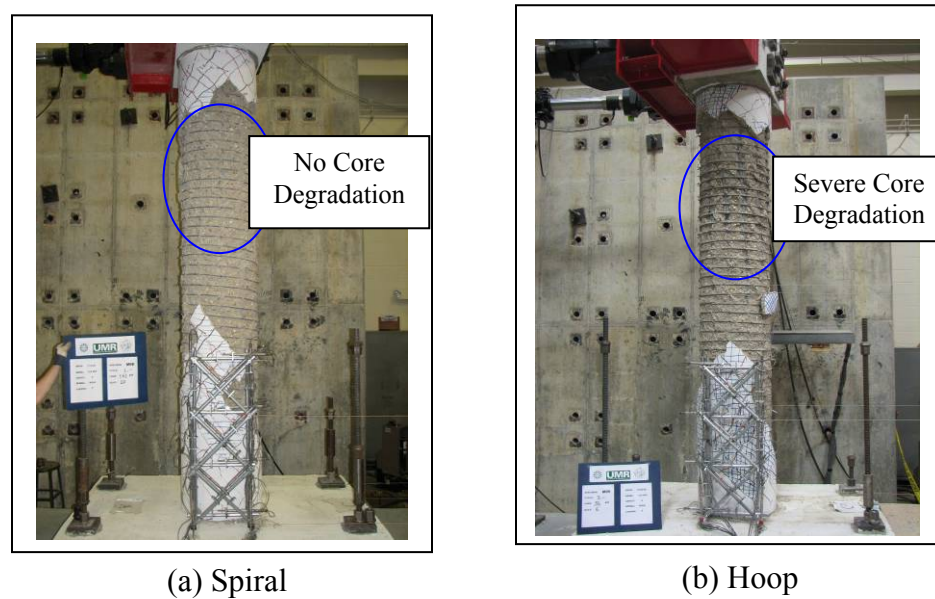 No Core
Degradation
UMR
(a) Spiral
Severe Core
Degradation
UMR
(b) Hoop